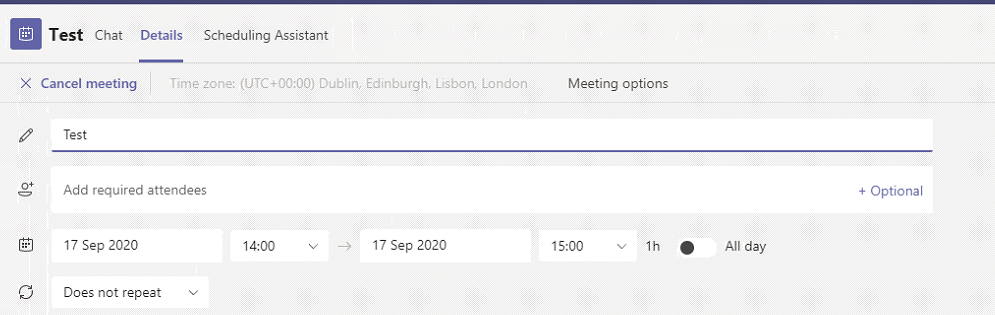 Test Chat Details Scheduling Assistant
Cancel meeting Time zone: (UTC+00:00) Dublin, Edinburgh, Lisbon, London Meeting options
Test
Add required attendees + Optional
17 Sep 2020 14:00 → 17 Sep 2020 15:00 1h All day
Does not repeat